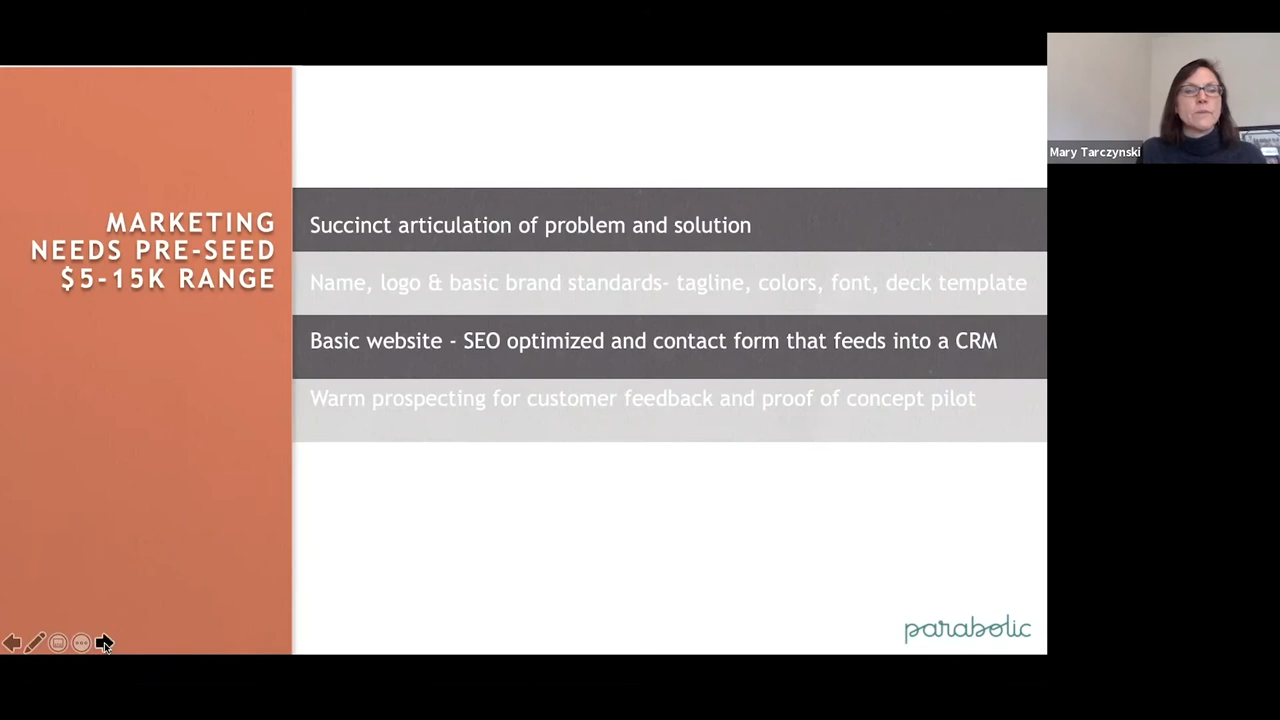 MARKETING
NEEDS PRE-SEED
$5-15K RANGE
Succinct articulation of problem and solution
Name, logo & basic brand standards- tagline, colors, font, deck template
Basic website - SEO optimized and contact form that feeds into a CRM
Warm prospecting for customer feedback and proof of concept pilot
parabolic
Mary Tarczynski